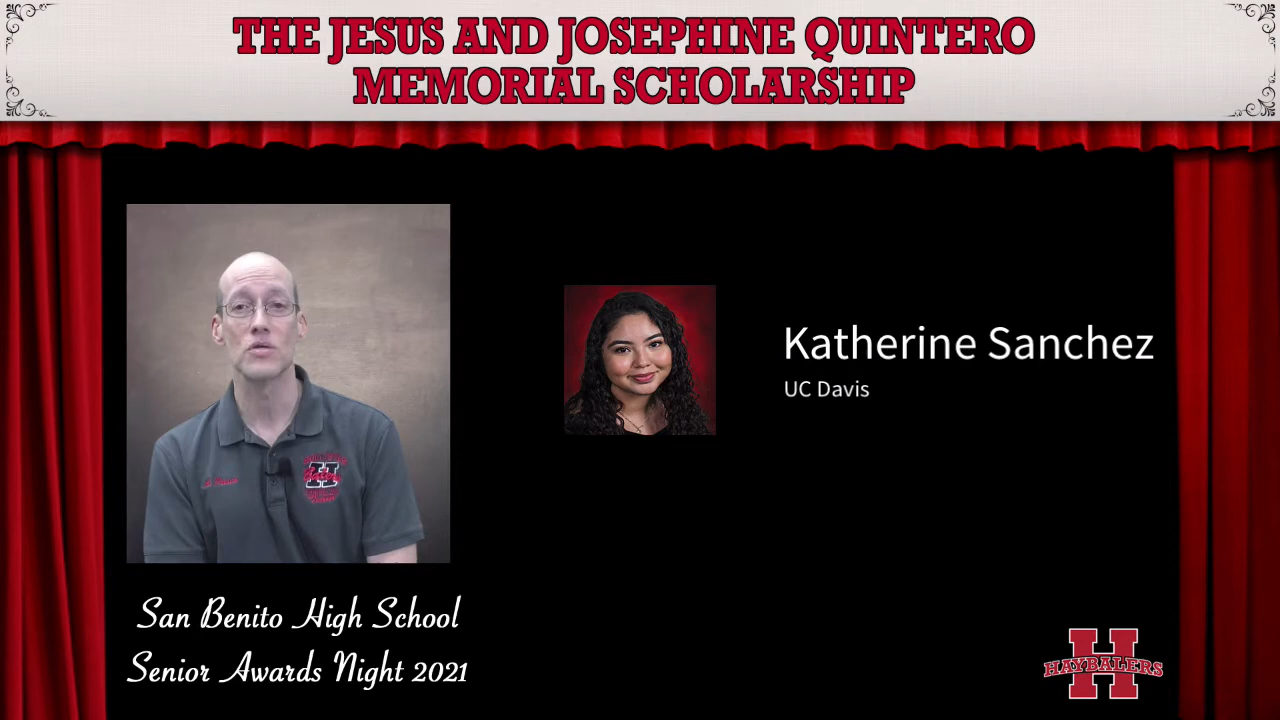 THE JESUS AND JOSEPHINE QUINTERO
MEMORIAL SCHOLARSHIP
Katherine Sanchez
UC Davis
H
San Benito High School
Senior Awards Night 2021
H
HAYBALERS